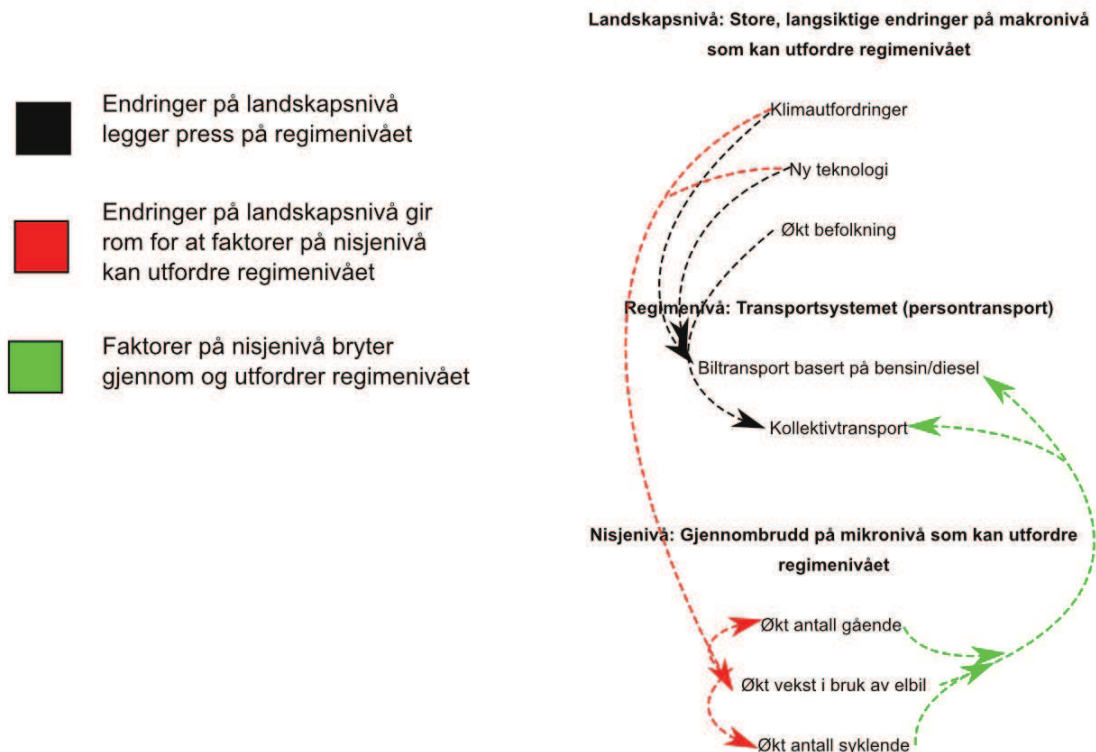 Endringer på landskapsnivå
legger press på regimenivået
Endringer på landskapsnivå gir
rom for at faktorer på nisjenivå
kan utfordre regimenivået
Faktorer på nisjenivå bryter
gjennom og utfordrer regimenivået
Landskapsnivå: Store, langsiktige endringer på makronivå
som kan utfordre regimenivået
Klimautfordringer
Ny teknologi
Økt befolkning
Regimenivå: Transportsystemet (persontransport)
Biltransport basert på bensin/diesel
Kollektivtransport
Nisjenivå: Gjennombrudd på mikronivå som kan utfordre
regimenivået
Økt antall gående
Økt vekst i bruk av elbil
Økt antall syklende